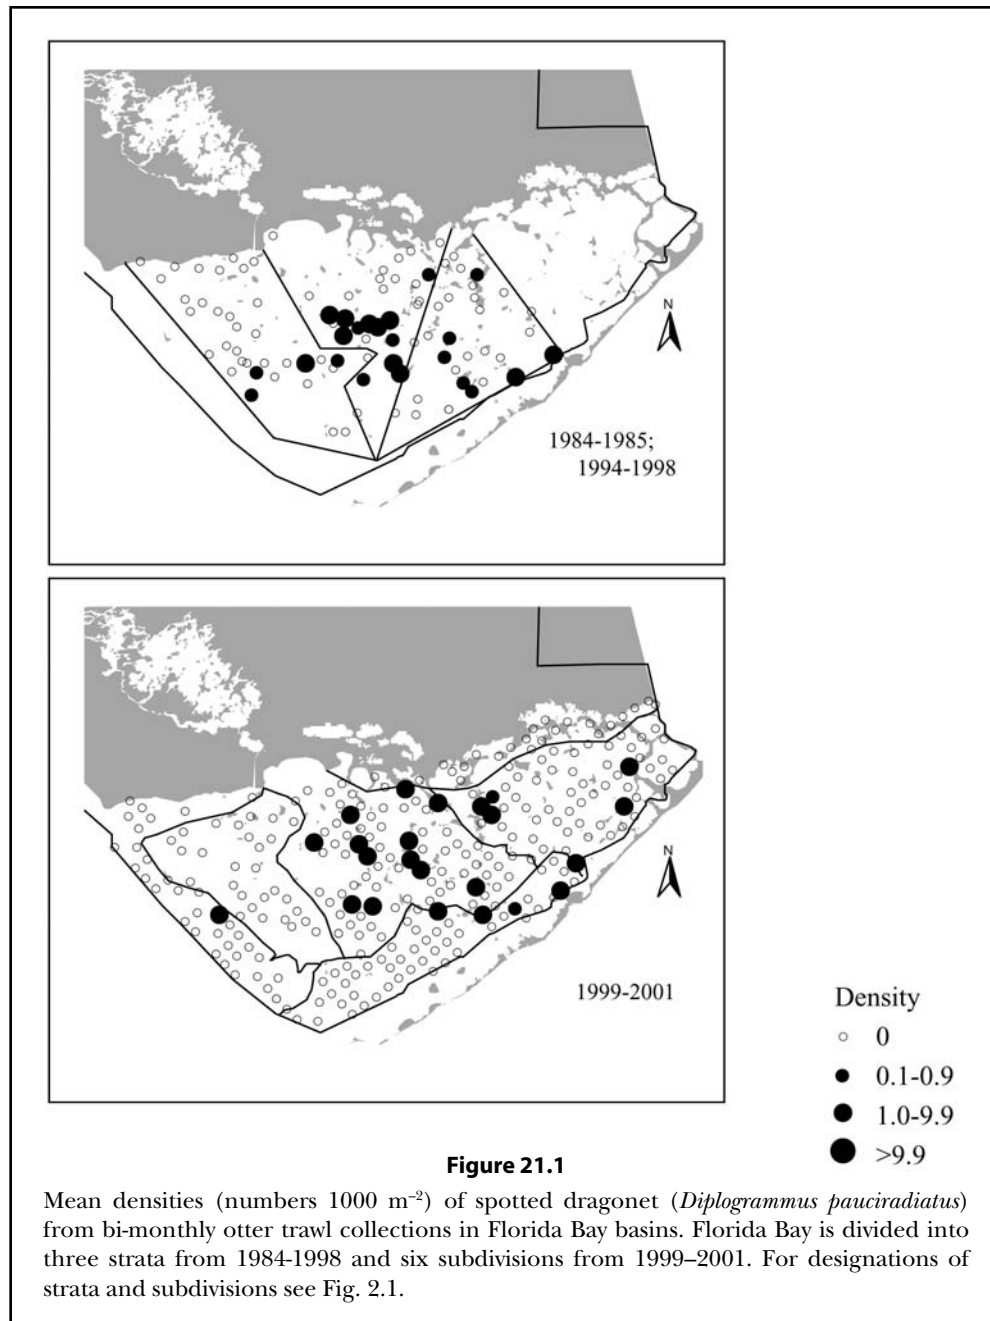 N
1984-1985;
1994-1998
N
1999-2001
Density
0
0.1-0.9
1.0-9.9
>9.9
Figure 21.1
Mean densities (numbers 1000 m⁻²) of spotted dragonet (Diplogrammus pauciradiatus)
from bi-monthly otter trawl collections in Florida Bay basins. Florida Bay is divided into
three strata from 1984-1998 and six subdivisions from 1999–2001. For designations of
strata and subdivisions see Fig. 2.1.